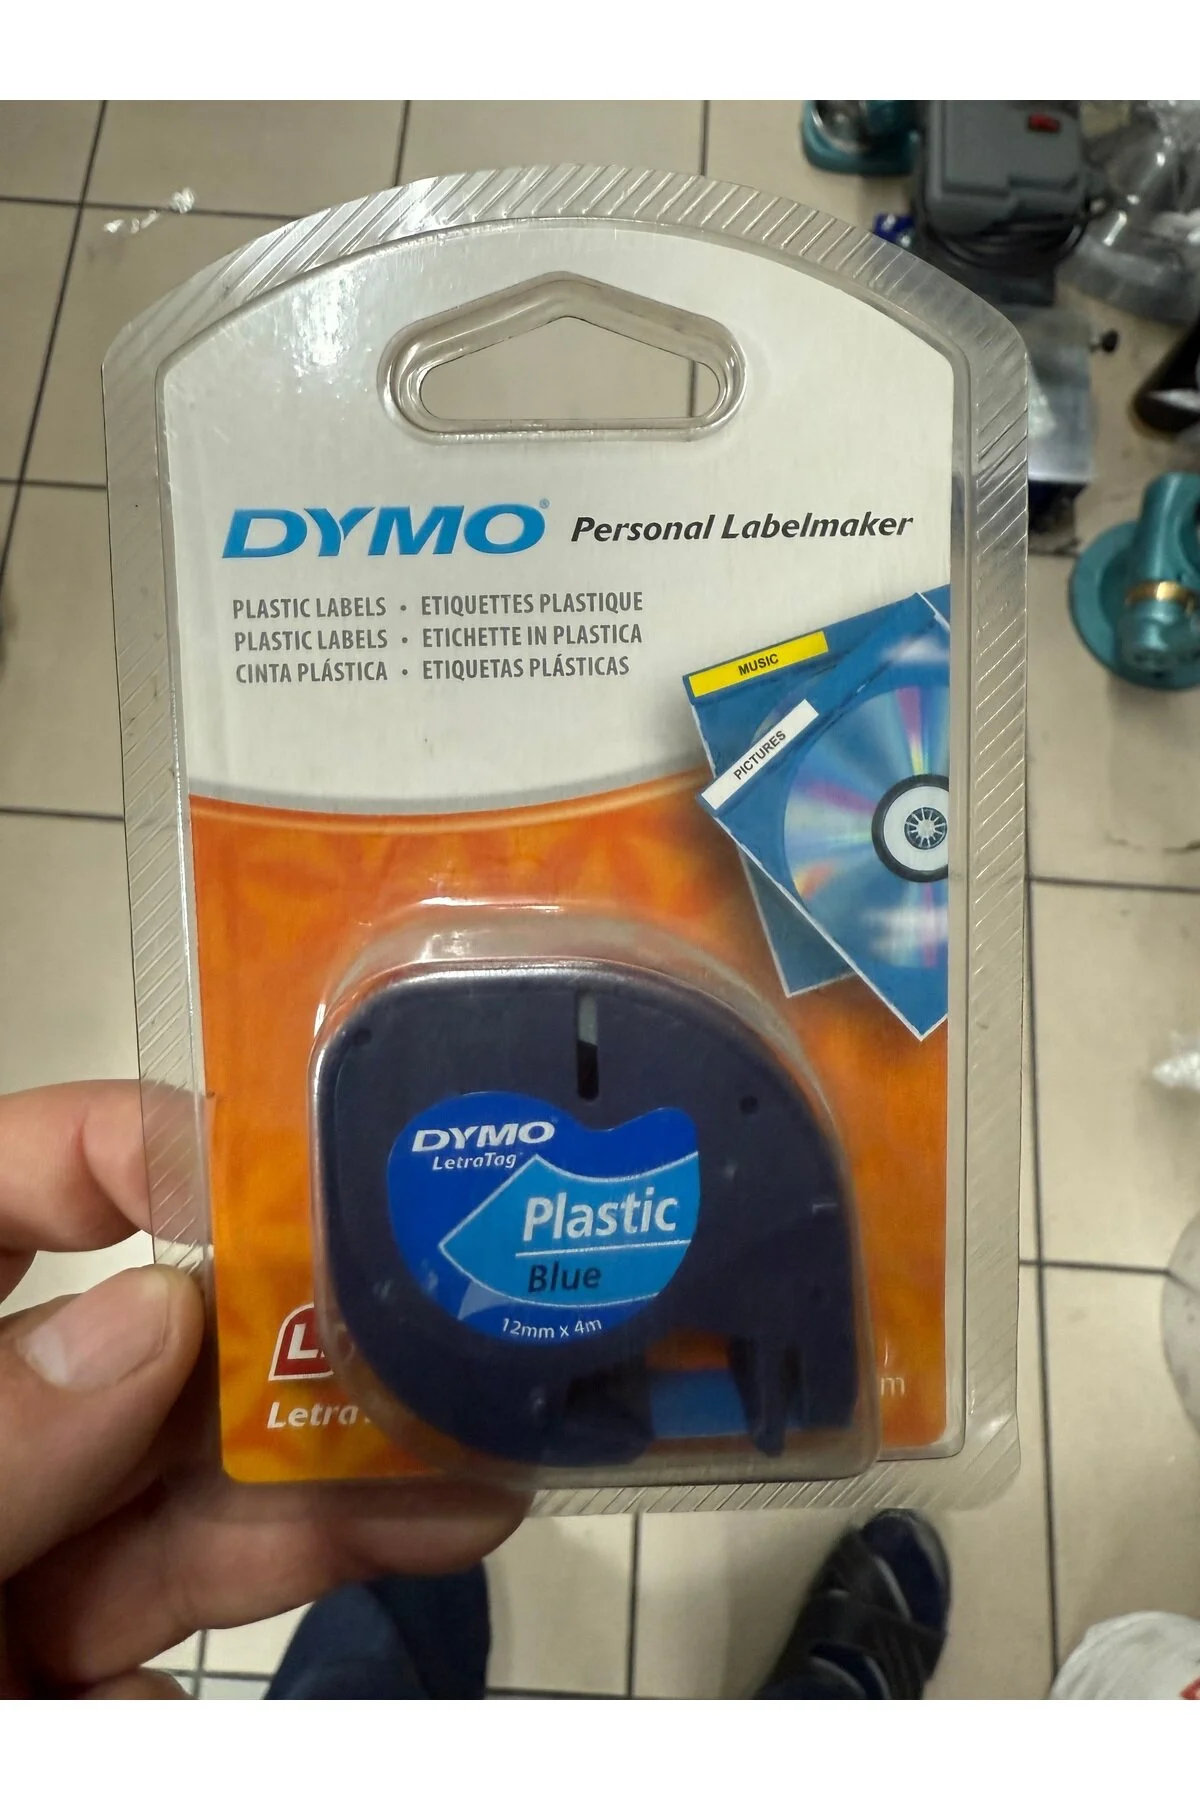 DYMO® Personal Labelmaker
PLASTIC LABELS • ETIQUETTES PLASTIQUE
PLASTIC LABELS • ETICHETTE IN PLASTICA
CINTA PLÁSTICA • ETIQUETAS PLÁSTICAS
MUSIC
PICTURES
DYMO
LetraTag
Plastic
Blue
12mm x 4m
Letra